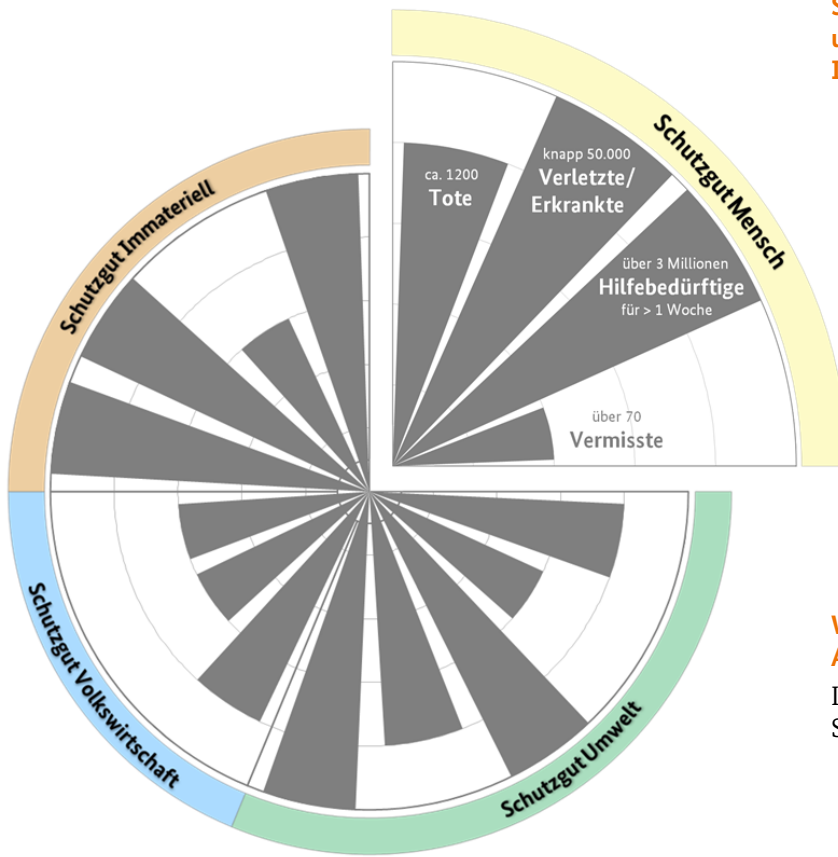 Schutzgut Mensch
ca. 1200
Tote
knapp 50.000
Verletzte/
Erkrankte
über 3 Millionen
Hilfebedürftige
für > 1 Woche
über 70
Vermisste
Schutzgut Immateriell
Schutzgut Volkswirtschaft
Schutzgut Umwelt